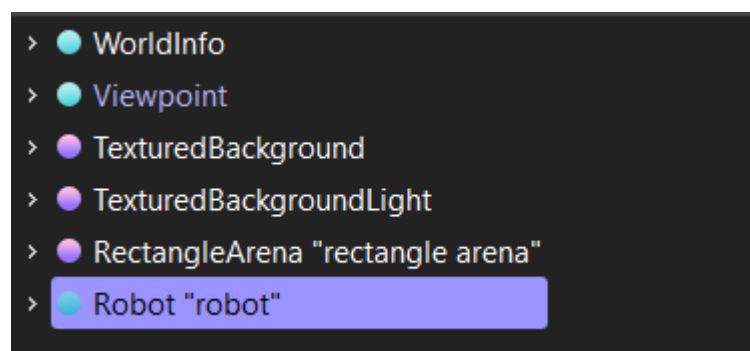 WorldInfo
Viewpoint
TexturedBackground
TexturedBackgroundLight
RectangleArena "rectangle arena"
Robot "robot"